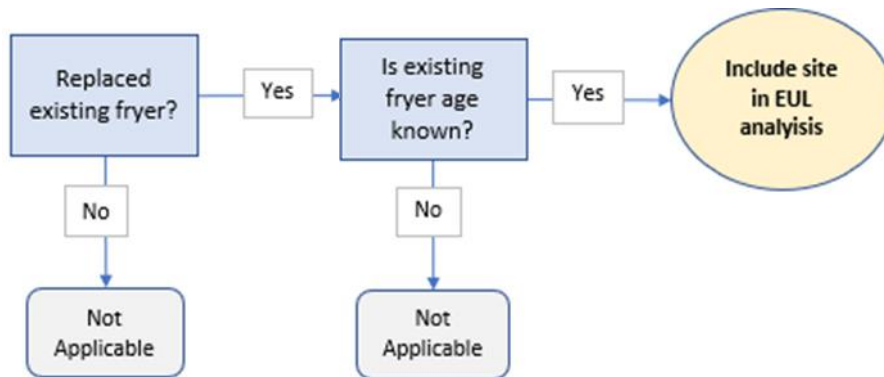 Replaced
existing fryer?
Yes
Is existing
fryer age
known?
Yes
Include site
in EUL
analyisis
No
No
Not
Applicable
Not
Applicable